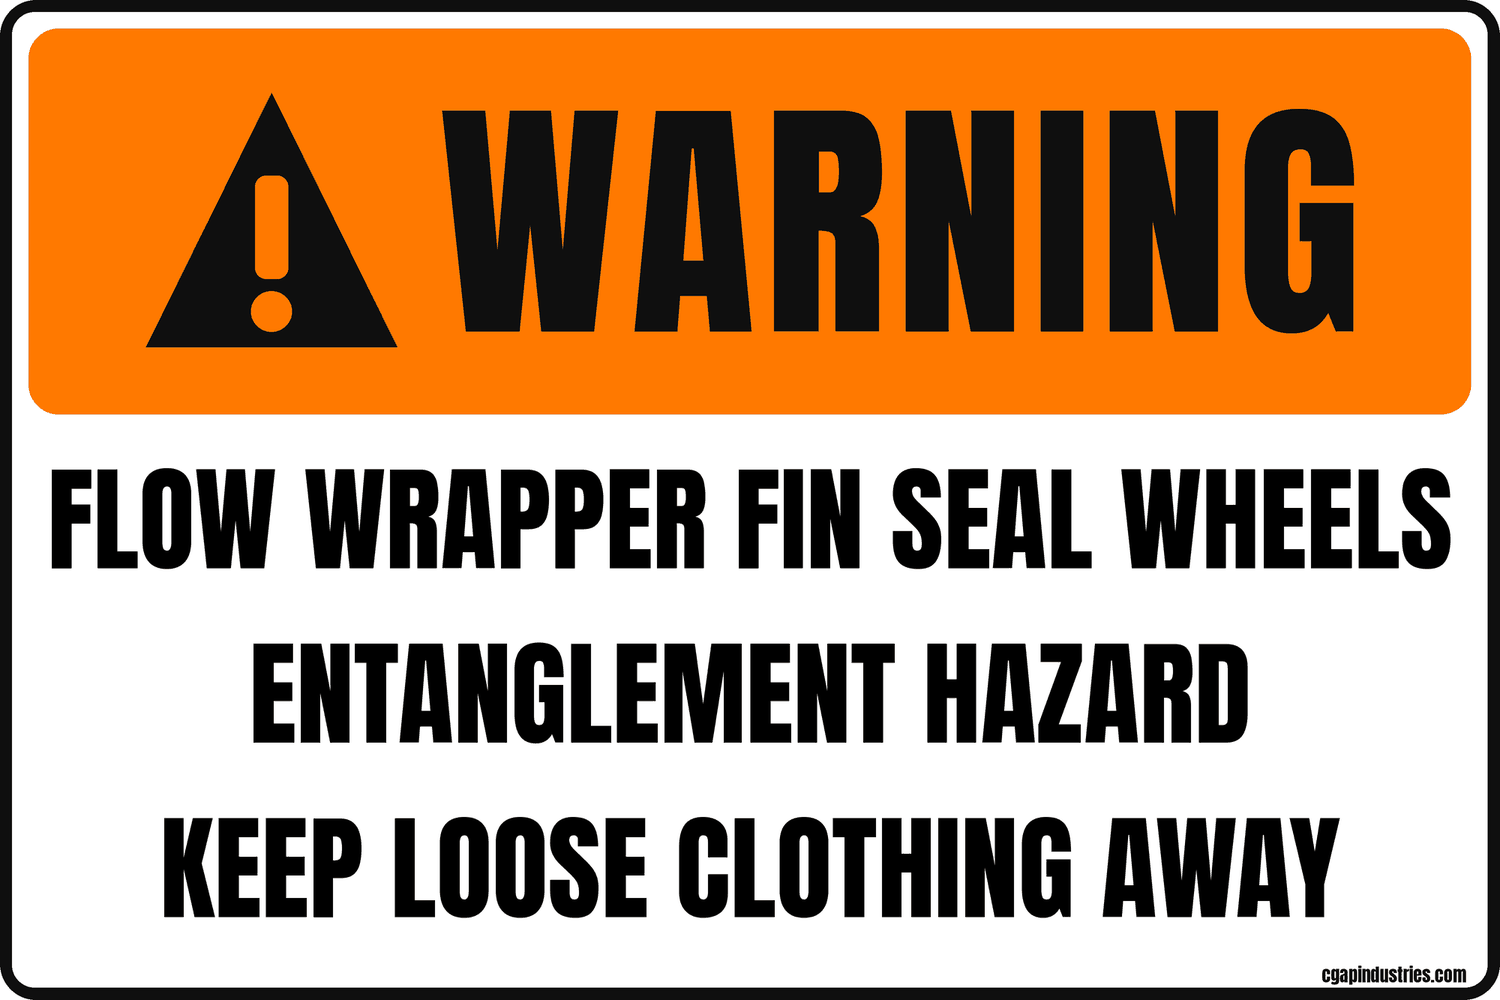 WARNING
FLOW WRAPPER FIN SEAL WHEELS
ENTANGLEMENT HAZARD
KEEP LOOSE CLOTHING AWAY
cgapindustries.com